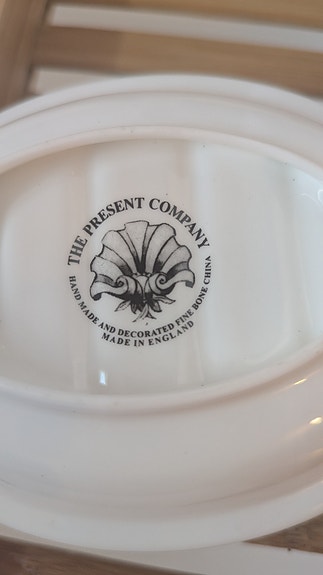 THE PRESENT COMPANY
HAND MADE AND DECORATED FINE BONE CHINA
MADE IN ENGLAND